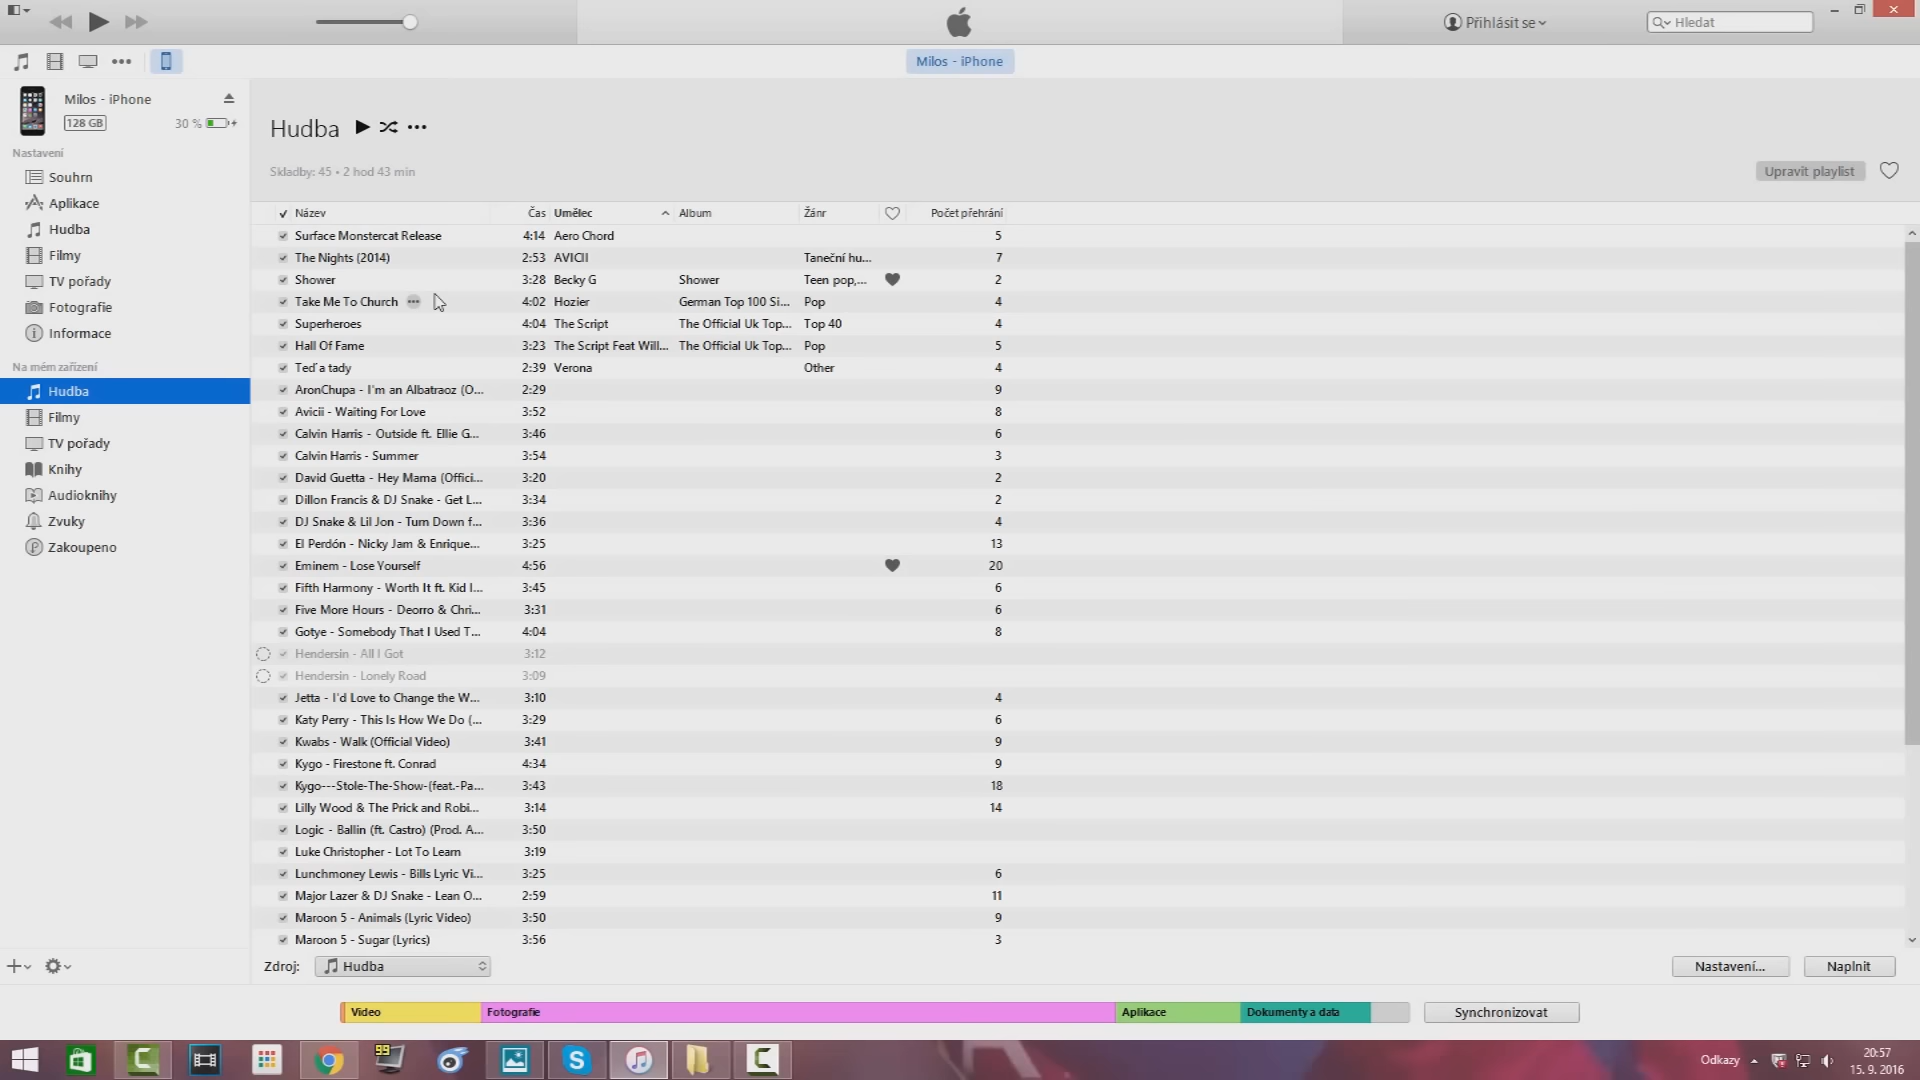 Přihlásit se
Hledat
Milos - iPhone
Milos - iPhone
128 GB
30 %
Nastavení
Souhrn
Aplikace
Hudba
Filmy
TV pořady
Fotografie
Informace
Na mém zařízení
Hudba
Filmy
TV pořady
Knihy
Audioknihy
Zvuky
Zakoupeno
Hudba
Skladby: 45 • 2 hod 43 min
Upravit playlist
Název Čas Umělec Album Žánr Počet přehrání
Surface Monstercat Release 4:14 Aero Chord 5
The Nights (2014) 2:53 AVICII Taneční hu... 7
Shower 3:28 Becky G Shower Teen pop,... 2
Take Me To Church ••• 4:02 Hozier German Top 100 Si... Pop 4
Superheroes 4:04 The Script The Official Uk Top... Top 40 4
Hall Of Fame 3:23 The Script Feat Will... The Official Uk Top... Pop 5
Ted´a tady 2:39 Verona Other 4
AronChupa - I'm an Albatraoz (O... 2:29 9
Avicii - Waiting For Love 3:52 8
Calvin Harris - Outside ft. Ellie G... 3:46 6
Calvin Harris - Summer 3:54 3
David Guetta - Hey Mama (Offici... 3:20 2
Dillon Francis & DJ Snake - Get L... 3:34 2
DJ Snake & Lil Jon - Turn Down f... 3:36 4
El Perdón - Nicky Jam & Enrique... 3:25 13
Eminem - Lose Yourself 4:56 20
Fifth Harmony - Worth It ft. Kid I... 3:45 6
Five More Hours - Deorro & Chri... 3:31 6
Gotye - Somebody That I Used T... 4:04 8
Hendersin - All I Got 3:12
Hendersin - Lonely Road 3:09
Jetta - I'd Love to Change the W... 3:10 4
Katy Perry - This Is How We Do (... 3:29 6
Kwabs - Walk (Official Video) 3:41 9
Kygo - Firestone ft. Conrad 4:34 9
Kygo---Stole-The-Show-(feat.-Pa... 3:43 18
Lilly Wood & The Prick and Robi... 3:14 14
Logic - Ballin (ft. Castro) (Prod. A... 3:50
Luke Christopher - Lot To Learn 3:19
Lunchmoney Lewis - Bills Lyric Vi... 3:25 6
Major Lazer & DJ Snake - Lean O... 2:59 11
Maroon 5 - Animals (Lyric Video) 3:50 9
Maroon 5 - Sugar (Lyrics) 3:56 3
Zdroj: Hudba
Nastavení... Naplnit
Video Fotografie Aplikace Dokumenty a data
Synchronizovat
99
Odkazy
20:57
15. 9. 2016